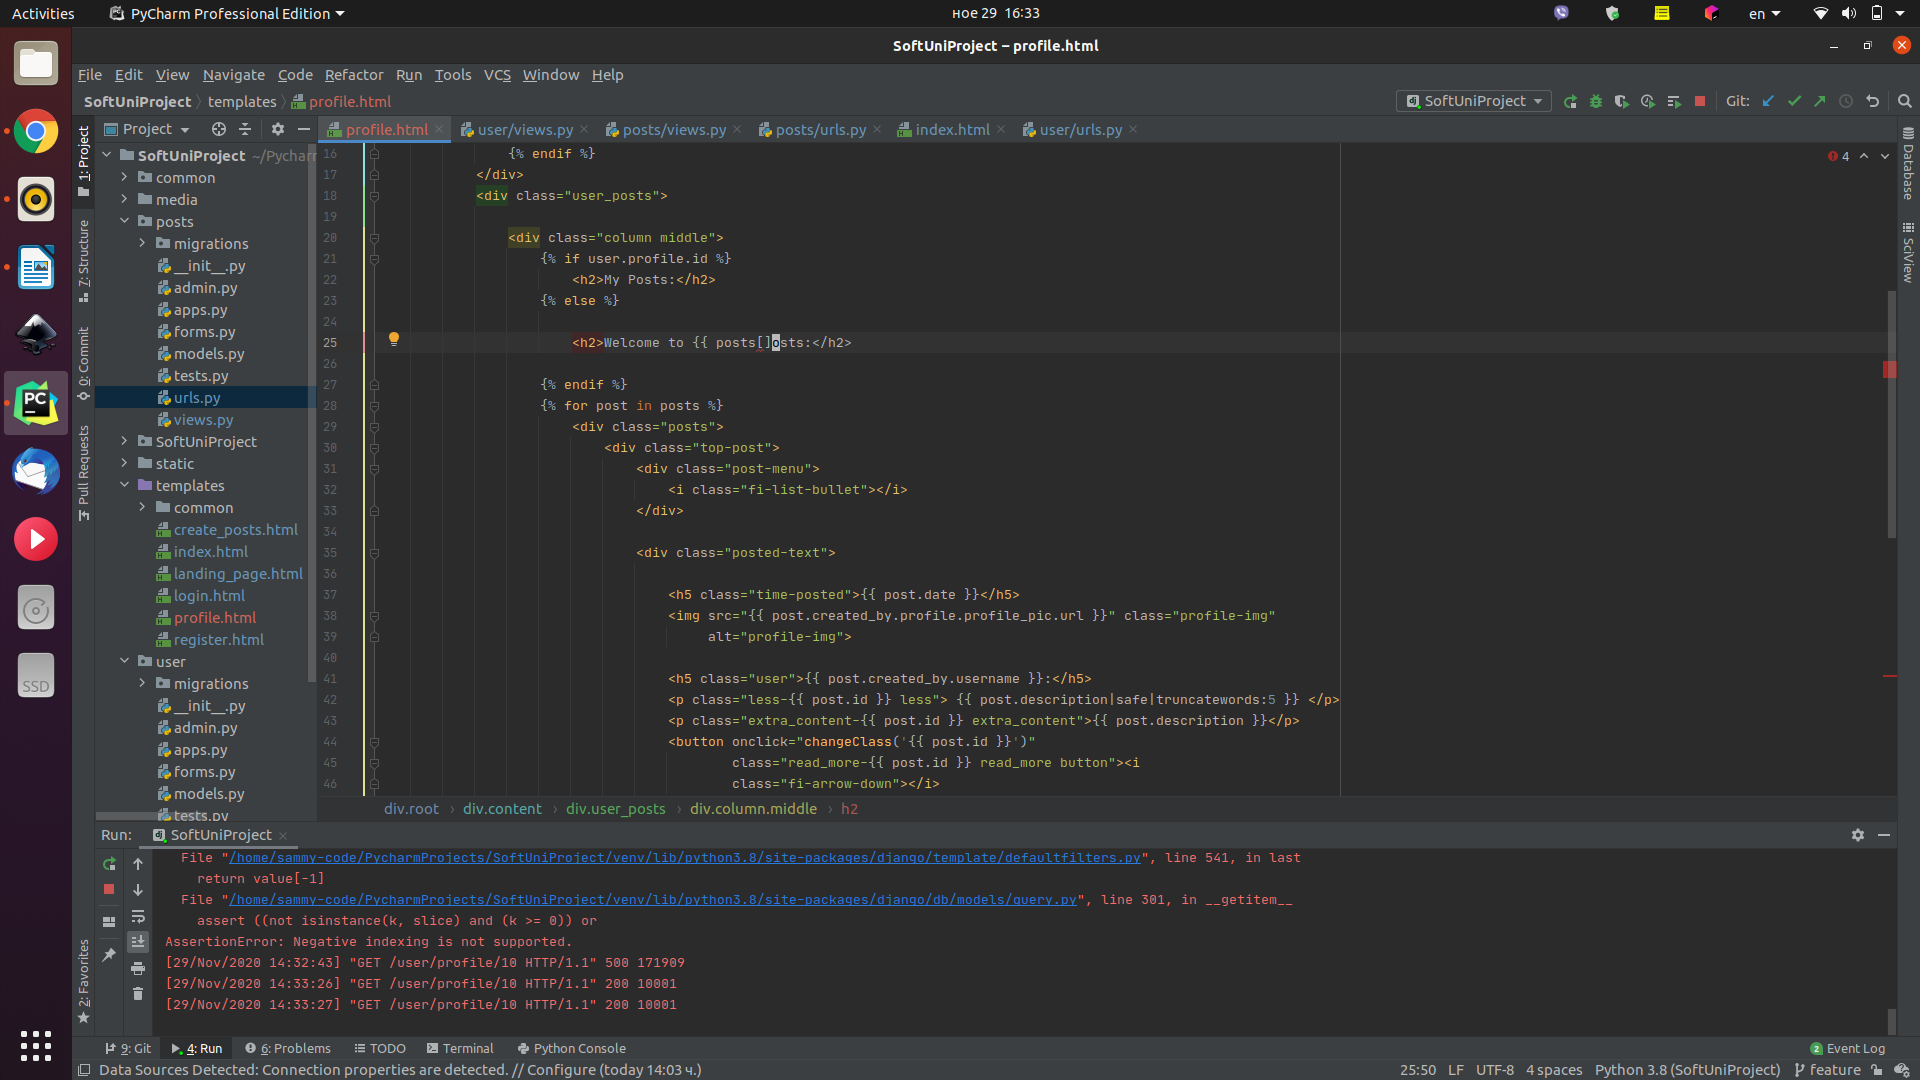 Activities
PyCharm Professional Edition
ное 29 16:33
en
SoftUniProject – profile.html
File Edit View Navigate Code Refactor Run Tools VCS Window Help
SoftUniProject templates profile.html
SoftUniProject
Git:
Project
profile.html
user/views.py
posts/views.py
posts/urls.py
index.html
user/urls.py
1: Project
7: Structure
0: Commit
Pull Requests
2: Favorites
Database
SciView
SoftUniProject ~/Pycharm
common
media
posts
migrations
__init__.py
admin.py
apps.py
forms.py
models.py
tests.py
urls.py
views.py
SoftUniProject
static
templates
common
create_posts.html
index.html
landing_page.html
login.html
profile.html
register.html
user
migrations
__init__.py
admin.py
apps.py
forms.py
models.py
tests.py
PC
SSD
4
16 {% endif %}
17 </div>
18 <div class="user_posts">
19
20 <div class="column middle">
21 {% if user.profile.id %}
22 <h2>My Posts:</h2>
23 {% else %}
24
25 <h2>Welcome to {{ posts[]osts:</h2>
26
27 {% endif %}
28 {% for post in posts %}
29 <div class="posts">
30 <div class="top-post">
31 <div class="post-menu">
32 <i class="fi-list-bullet"></i>
33 </div>
34
35 <div class="posted-text">
36
37 <h5 class="time-posted">{{ post.date }}</h5>
38 <img src="{{ post.created_by.profile.profile_pic.url }}" class="profile-img"
39 alt="profile-img">
40
41 <h5 class="user">{{ post.created_by.username }}:</h5>
42 <p class="less-{{ post.id }} less"> {{ post.description|safe|truncatewords:5 }} </p>
43 <p class="extra_content-{{ post.id }} extra_content">{{ post.description }}</p>
44 <button onclick="changeClass('{{ post.id }}')"
45 class="read_more-{{ post.id }} read_more button"><i
46 class="fi-arrow-down"></i>
div.root div.content div.user_posts div.column.middle h2
Run: SoftUniProject
File "/home/sammy-code/PycharmProjects/SoftUniProject/venv/lib/python3.8/site-packages/django/template/defaultfilters.py", line 541, in last
return value[-1]
File "/home/sammy-code/PycharmProjects/SoftUniProject/venv/lib/python3.8/site-packages/django/db/models/query.py", line 301, in __getitem__
assert ((not isinstance(k, slice) and (k >= 0)) or
AssertionError: Negative indexing is not supported.
[29/Nov/2020 14:32:43] "GET /user/profile/10 HTTP/1.1" 500 171909
[29/Nov/2020 14:33:26] "GET /user/profile/10 HTTP/1.1" 200 10001
[29/Nov/2020 14:33:27] "GET /user/profile/10 HTTP/1.1" 200 10001
9: Git 4: Run 6: Problems TODO Terminal Python Console
2 Event Log
Data Sources Detected: Connection properties are detected. // Configure (today 14:03 ч.)
25:50 LF UTF-8 4 spaces Python 3.8 (SoftUniProject) feature